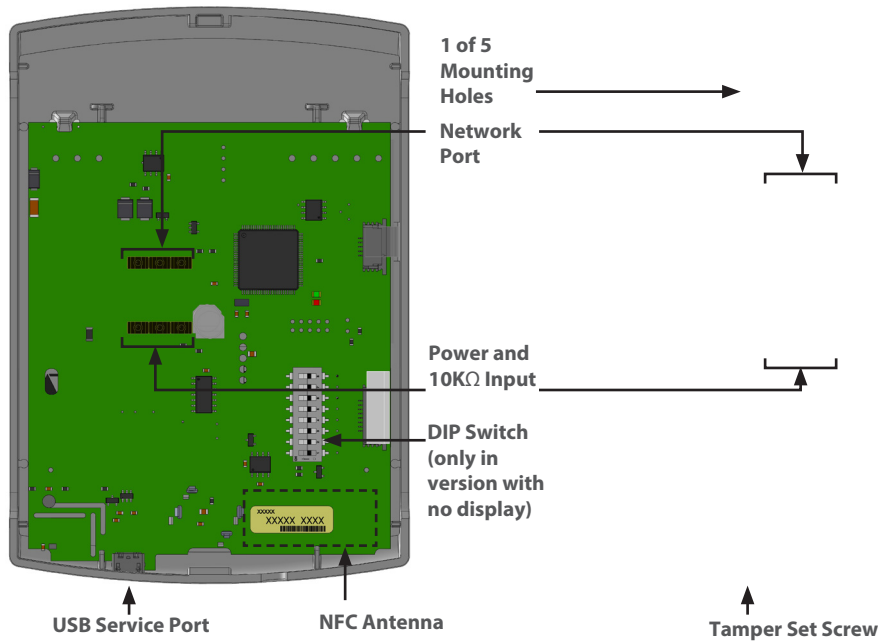 1 of 5
Mounting
Holes
Network
Port
Power and
10KΩ Input
DIP Switch
(only in
version with
no display)
XXXXX
XXXXX XXXX
USB Service Port
NFC Antenna
Tamper Set Screw